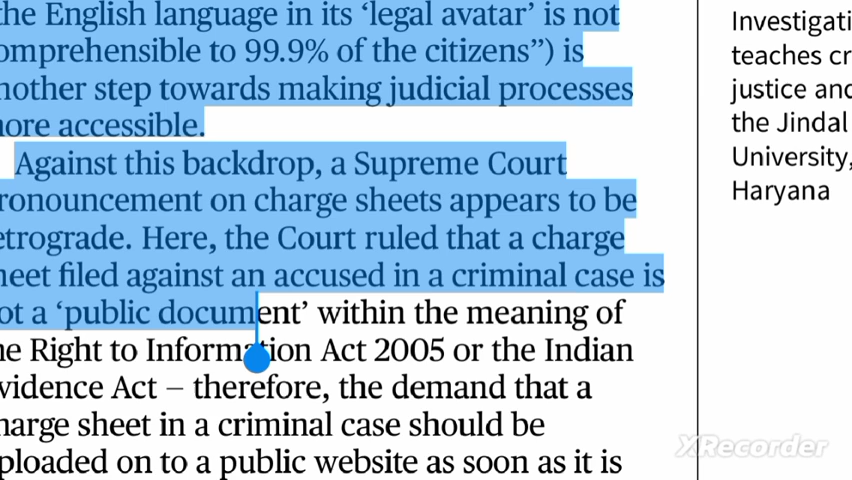 the English language in its ‘legal avatar’ is not
omprehensible to 99.9% of the citizens”) is
nother step towards making judicial processes
nore accessible.
Against this backdrop, a Supreme Court
ronouncement on charge sheets appears to be
etrograde. Here, the Court ruled that a charge
heet filed against an accused in a criminal case is
ot a ‘public document’ within the meaning of
he Right to Information Act 2005 or the Indian
vidence Act – therefore, the demand that a
harge sheet in a criminal case should be
ploaded on to a public website as soon as it is
Investigati
teaches cr
justice and
the Jindal
University,
Haryana
XRecorder